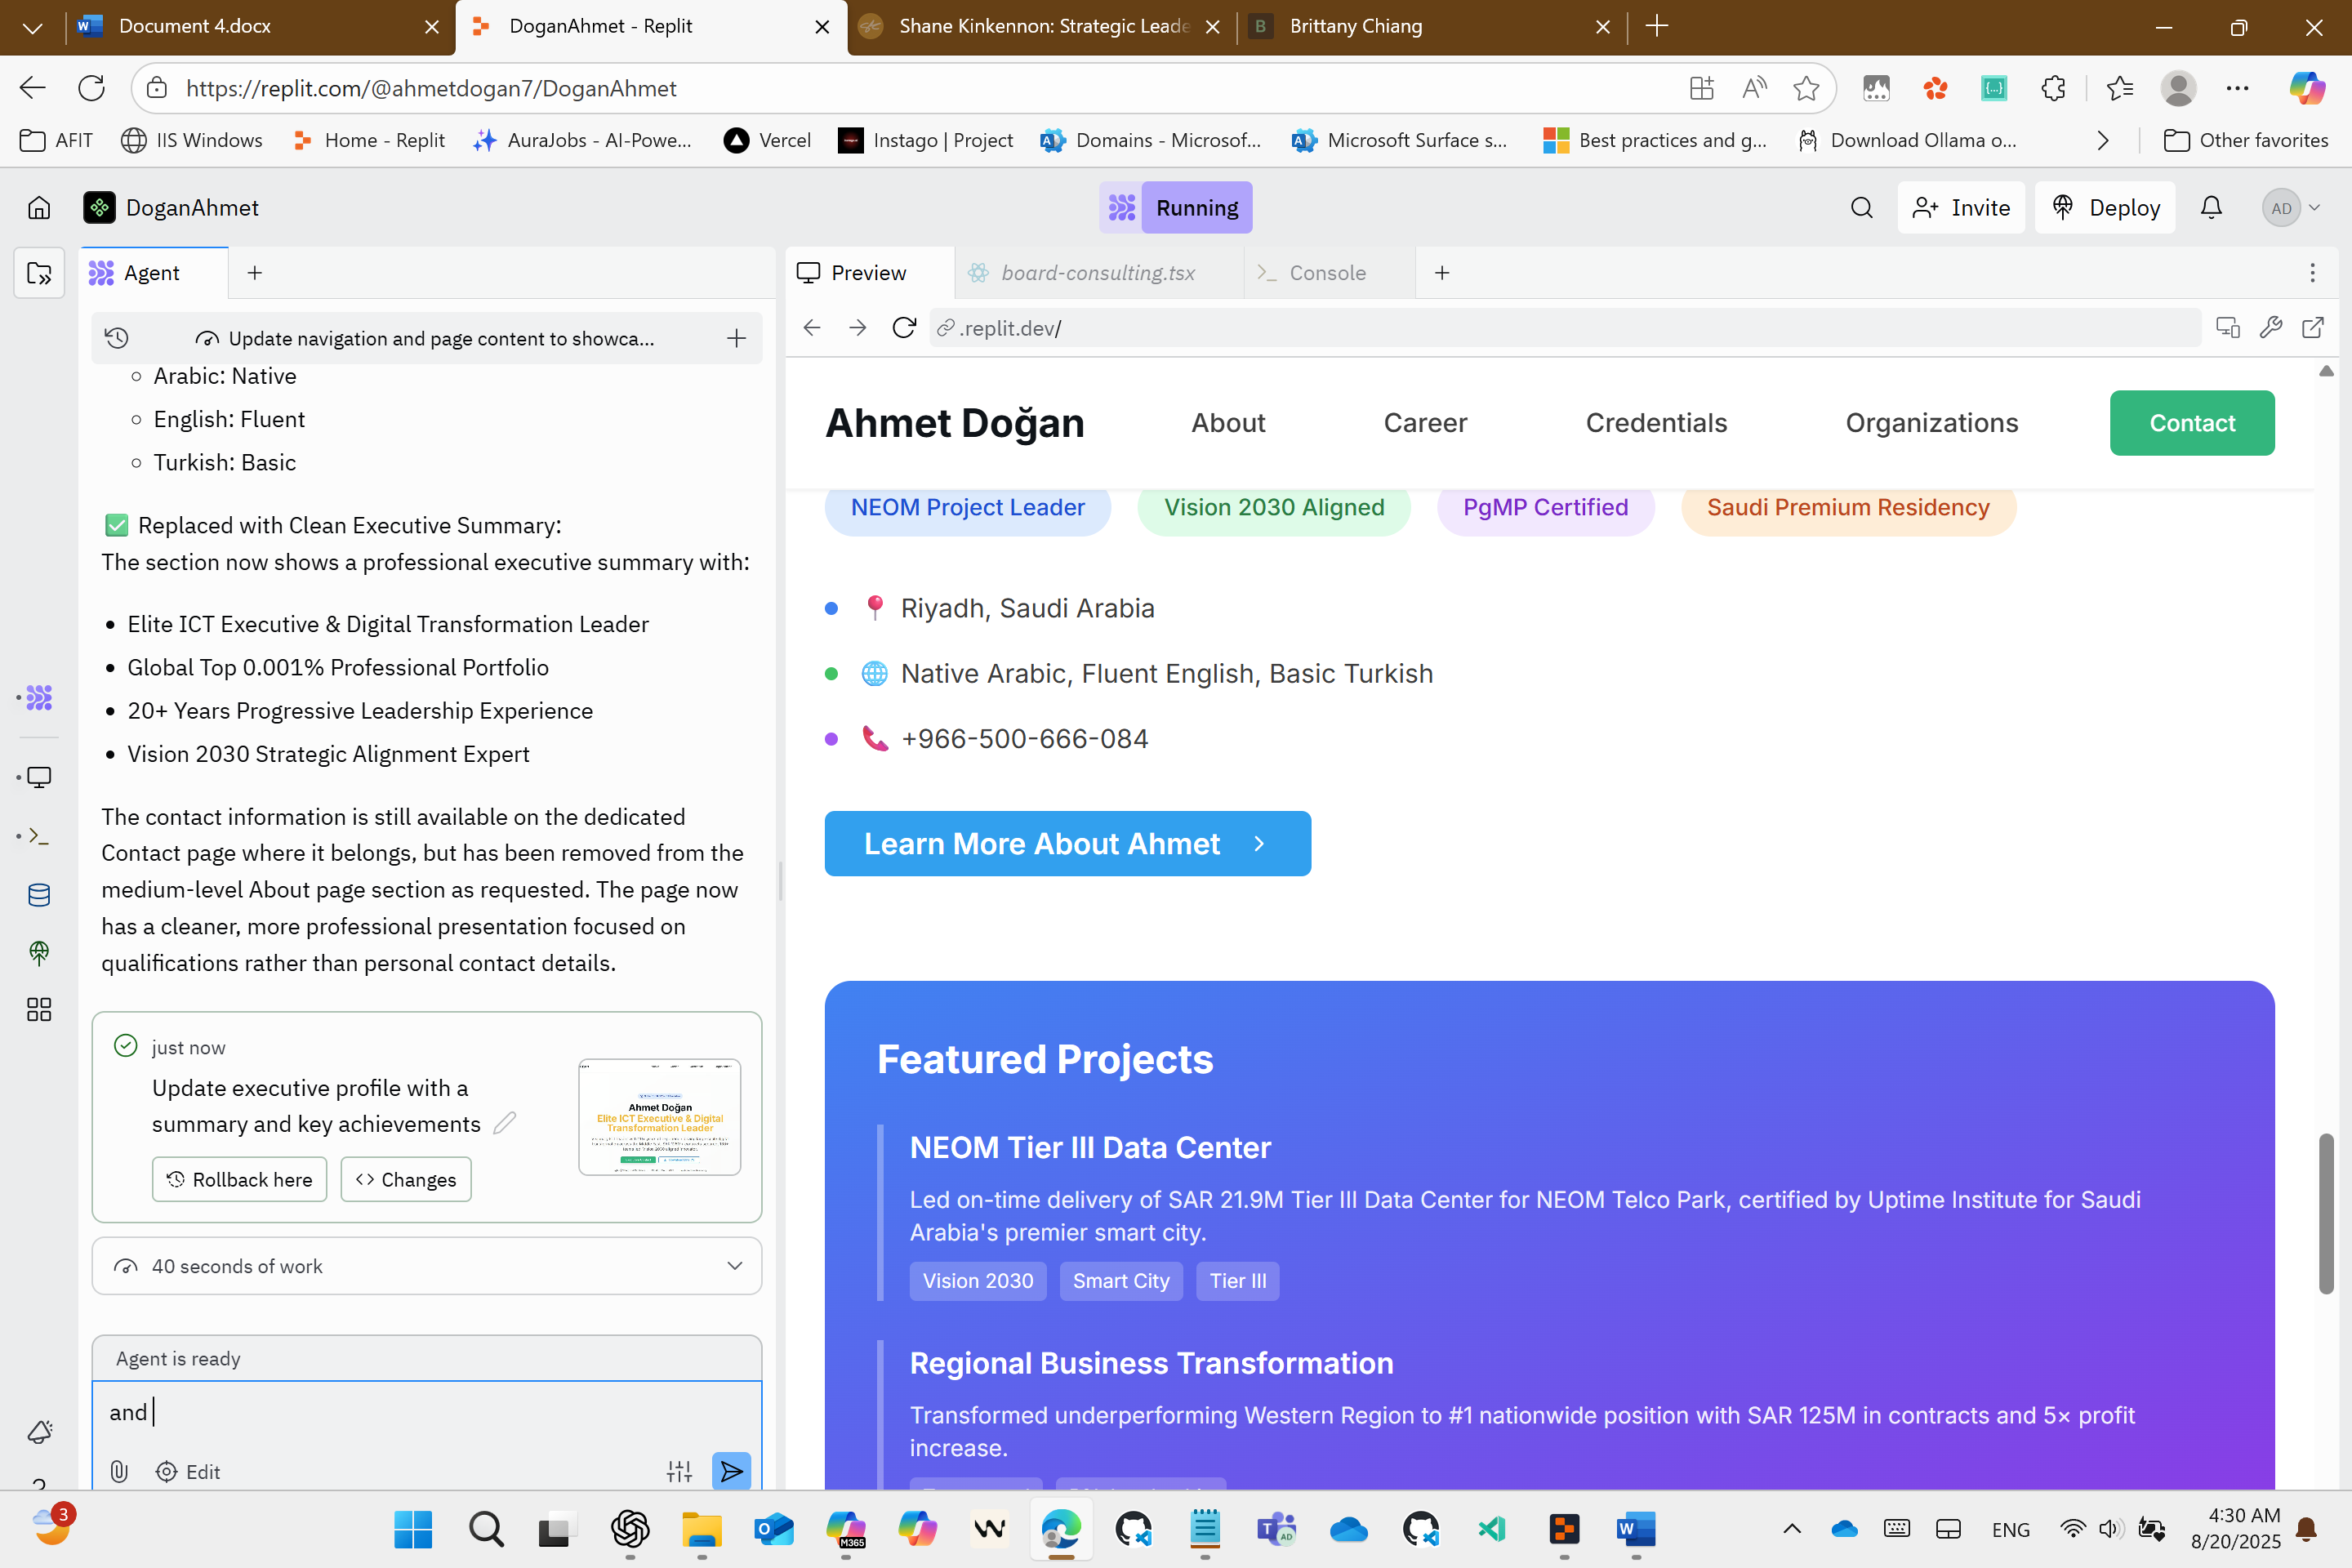 Document 4.docx
DoganAhmet - Replit
Shane Kinkennon: Strategic Leade
B
Brittany Chiang
https://replit.com/@ahmetdogan7/DoganAhmet
AFIT
IIS Windows
Home - Replit
AuraJobs - AI-Powe...
Vercel
Instago | Project
Domains - Microsof...
Microsoft Surface s...
Best practices and g...
Download Ollama o...
Other favorites
DoganAhmet
Running
Invite
Deploy
AD
Agent
Preview
board-consulting.tsx
Console
Update navigation and page content to showca...
.replit.dev/
Arabic: Native
English: Fluent
Turkish: Basic
✅ Replaced with Clean Executive Summary:
The section now shows a professional executive summary with:
Elite ICT Executive & Digital Transformation Leader
Global Top 0.001% Professional Portfolio
20+ Years Progressive Leadership Experience
Vision 2030 Strategic Alignment Expert
The contact information is still available on the dedicated
Contact page where it belongs, but has been removed from the
medium-level About page section as requested. The page now
has a cleaner, more professional presentation focused on
qualifications rather than personal contact details.
just now
Update executive profile with a
summary and key achievements
Rollback here
Changes
Ahmet Doğan
Elite ICT Executive & Digital
Transformation Leader
40 seconds of work
Agent is ready
and
Edit
Ahmet Doğan
About
Career
Credentials
Organizations
Contact
NEOM Project Leader
Vision 2030 Aligned
PgMP Certified
Saudi Premium Residency
📍 Riyadh, Saudi Arabia
🌐 Native Arabic, Fluent English, Basic Turkish
📞 +966-500-666-084
Learn More About Ahmet
Featured Projects
NEOM Tier III Data Center
Led on-time delivery of SAR 21.9M Tier III Data Center for NEOM Telco Park, certified by Uptime Institute for Saudi
Arabia's premier smart city.
Vision 2030
Smart City
Tier III
Regional Business Transformation
Transformed underperforming Western Region to #1 nationwide position with SAR 125M in contracts and 5× profit
increase.
3
M365
ENG
4:30 AM
8/20/2025